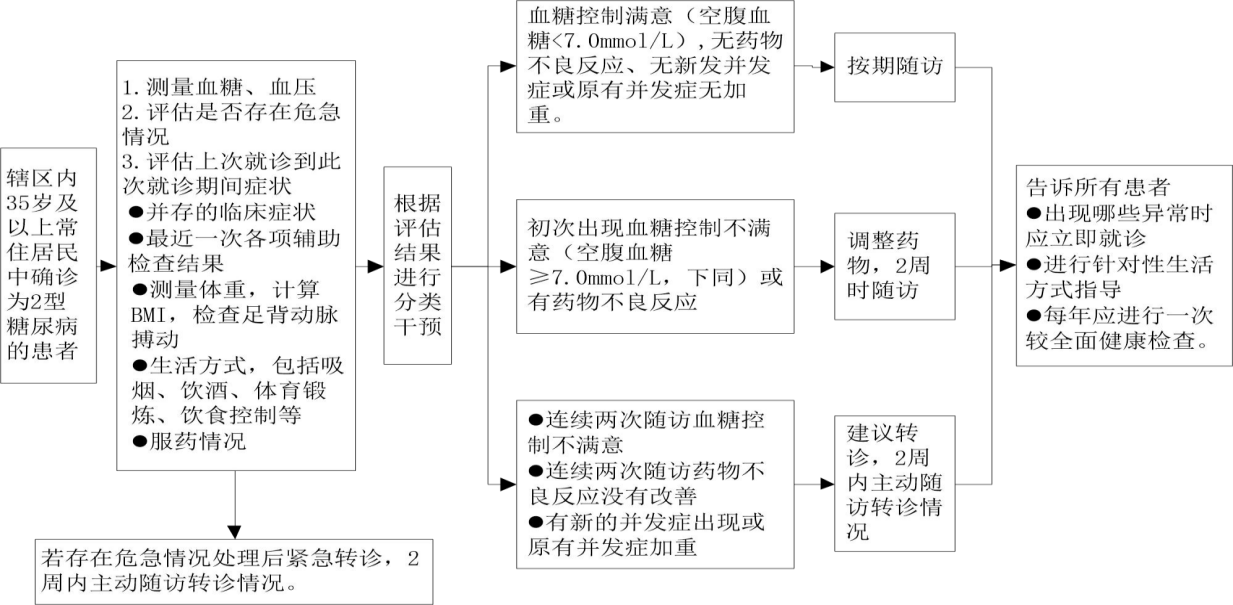 辖区内
35岁及
以上常
住居民
中确诊
为2型
糖尿病
的患者
1.测量血糖、血压
2.评估是否存在危急
情况
3.评估上次就诊到此
次就诊期间症状
●并存的临床症状
●最近一次各项辅助
检查结果
●测量体重，计算
BMI，检查足背动脉
搏动
●生活方式，包括吸
烟、饮酒、体育锻
炼、饮食控制等
●服药情况
若存在危急情况处理后紧急转诊，2
周内主动随访转诊情况。
根据
评估
结果
进行
分类
干预
血糖控制满意（空腹血
糖<7.0mmol/L）,无药物
不良反应、无新发并发
症或原有并发症无加
重。
按期随访
初次出现血糖控制不满
意（空腹血糖
≥7.0mmol/L，下同）或
有药物不良反应
调整药
物，2周
时随访
●连续两次随访血糖控
制不满意
●连续两次随访药物不
良反应没有改善
●有新的并发症出现或
原有并发症加重
建议转
诊，2周
内主动随
访转诊情
况
告诉所有患者
●出现哪些异常时
应立即就诊
●进行针对性生活
方式指导
●每年应进行一次
较全面健康检查。